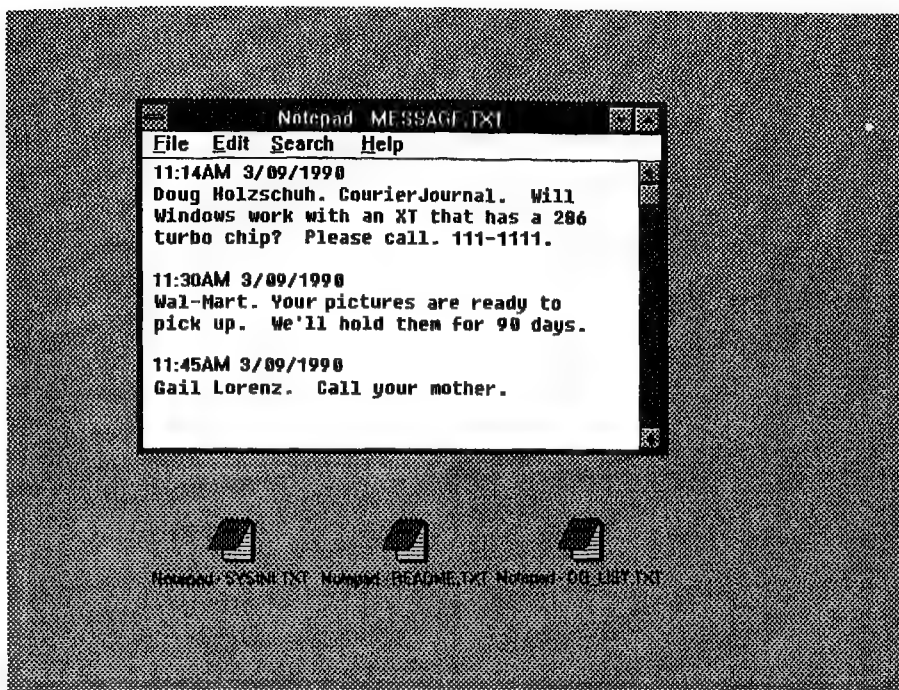 Notepad - MESSAGE.TXT
File Edit Search Help
11:14AM 3/09/1990
Doug Holzschuh. CourierJournal. Will
Windows work with an XT that has a 286
turbo chip? Please call. 111-1111.
11:30AM 3/09/1990
Wal-Mart. Your pictures are ready to
pick up. We'll hold them for 90 days.
11:45AM 3/09/1990
Gail Lorenz. Call your mother.
Notepad - SYSINI.TXT Notepad - README.TXT Notepad -